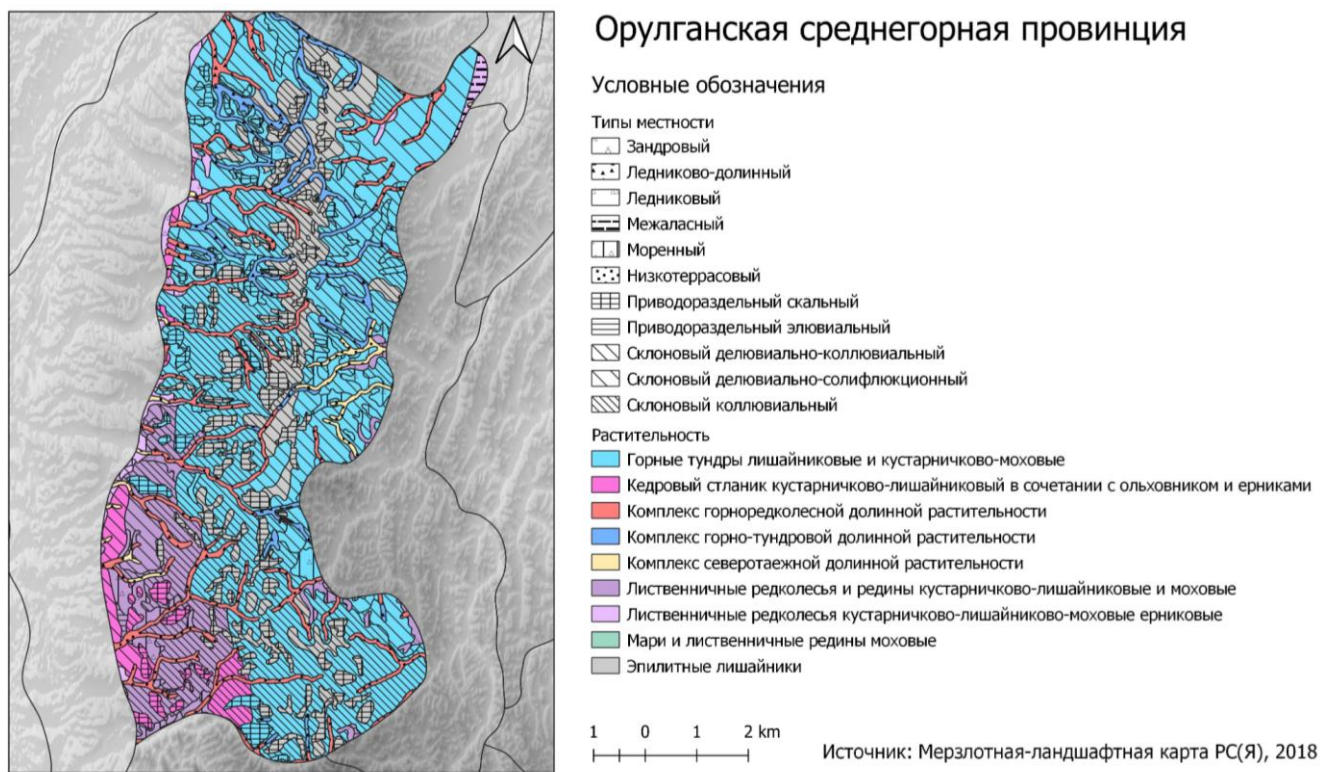 Орулганская среднегорная провинция
Условные обозначения
Типы местности
Зандровый
Ледниково-долинный
Ледниковый
Межаласный
Моренный
Низкотеррасовый
Приводораздельный скальный
Приводораздельный элювиальный
Склоновый делювиально-коллювиальный
Склоновый делювиально-солифлюкционный
Склоновый коллювиальный
Растительность
Горные тундры лишайниковые и кустарничково-моховые
Кедровый стланик кустарничково-лишайниковый в сочетании с ольховником и ерниками
Комплекс горноредколесной долинной растительности
Комплекс горно-тундровой долинной растительности
Комплекс северотаежной долинной растительности
Лиственничные редколесья и редины кустарничково-лишайниковые и моховые
Лиственничные редколесья кустарничково-лишайниково-моховые ерниковые
Мари и лиственничные редины моховые
Эпилитные лишайники
1 0 1 2 km
Источник: Мерзлотная-ландшафтная карта РС(Я), 2018